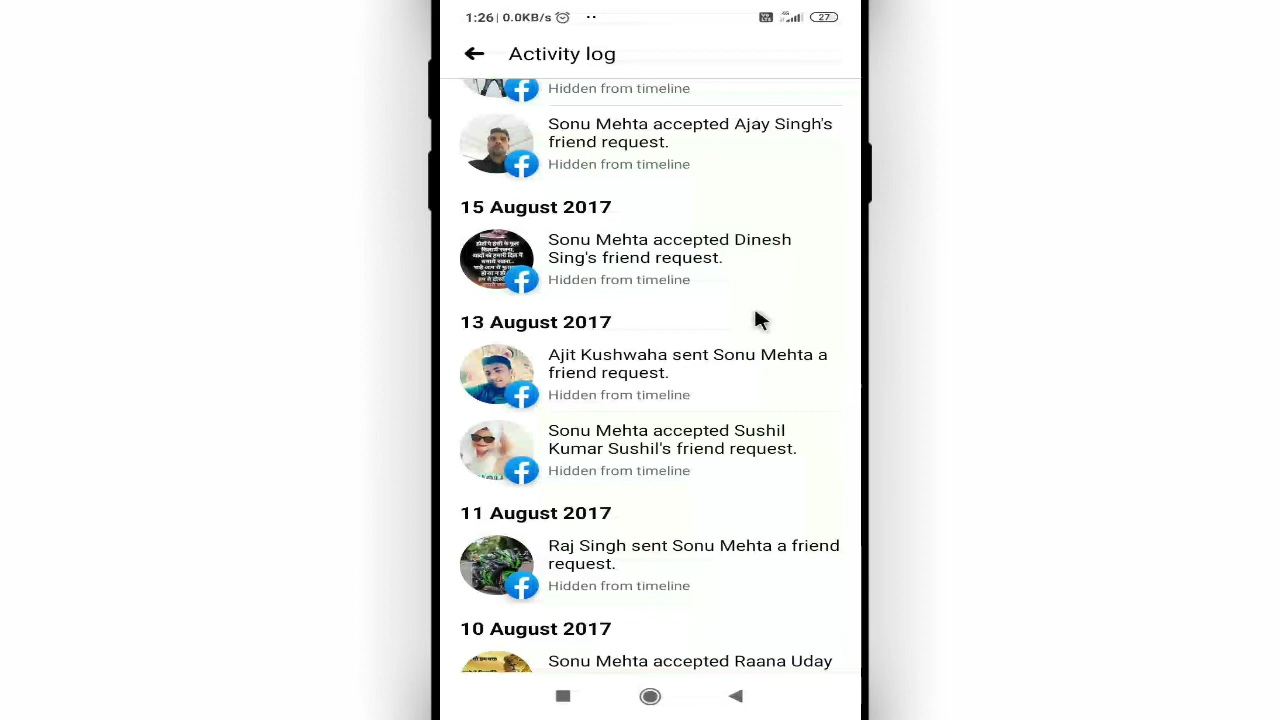 1:26 0.0KB/s 27
Activity log
Hidden from timeline
Sonu Mehta accepted Ajay Singh's
friend request.
Hidden from timeline
15 August 2017
Sonu Mehta accepted Dinesh
Sing's friend request.
Hidden from timeline
13 August 2017
Ajit Kushwaha sent Sonu Mehta a
friend request.
Hidden from timeline
Sonu Mehta accepted Sushil
Kumar Sushil's friend request.
Hidden from timeline
11 August 2017
Raj Singh sent Sonu Mehta a friend
request.
Hidden from timeline
10 August 2017
Sonu Mehta accepted Raana Uday